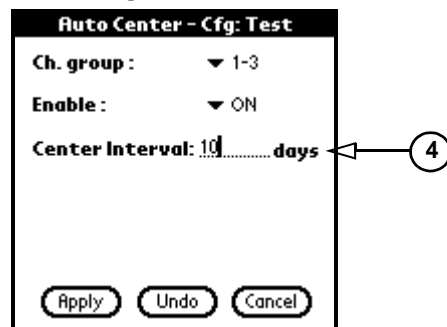 Auto Center - Cfg: Test
Ch. group : 1-3
Enable : ON
Center Interval: 10 days
4
Apply Undo Cancel